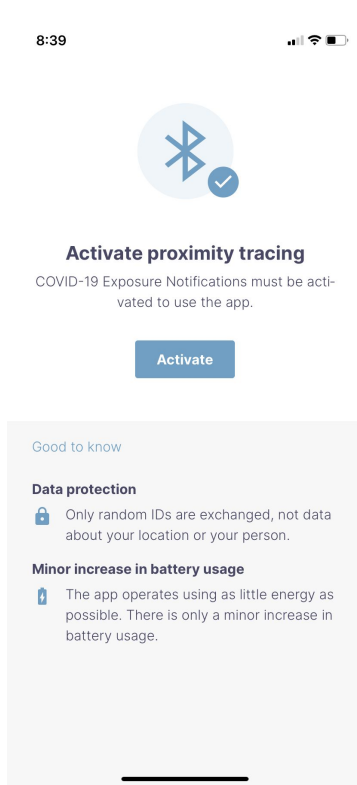 8:39
Activate proximity tracing
COVID-19 Exposure Notifications must be acti-
vated to use the app.
Activate
Good to know
Data protection
Only random IDs are exchanged, not data
about your location or your person.
Minor increase in battery usage
The app operates using as little energy as
possible. There is only a minor increase in
battery usage.